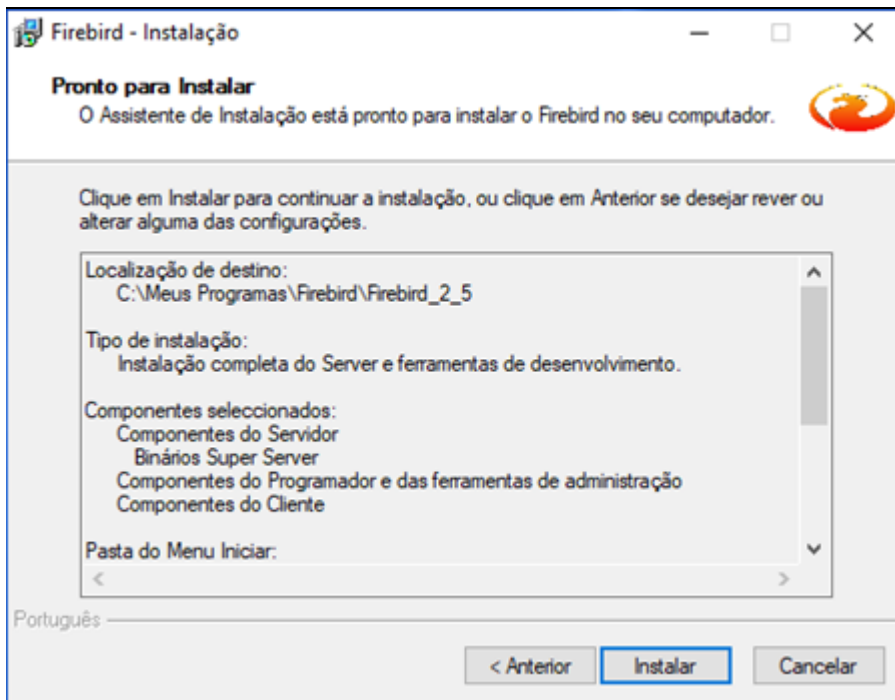 Firebird - Instalação
Pronto para Instalar
O Assistente de Instalação está pronto para instalar o Firebird no seu computador.
Clique em Instalar para continuar a instalação, ou clique em Anterior se desejar rever ou
alterar alguma das configurações.
Localização de destino:
C:\Meus Programas\Firebird\Firebird_2_5
Tipo de instalação:
Instalação completa do Server e ferramentas de desenvolvimento.
Componentes seleccionados:
Componentes do Servidor
Binários Super Server
Componentes do Programador e das ferramentas de administração
Componentes do Cliente
Pasta do Menu Iniciar:
Português
< Anterior
Instalar
Cancelar